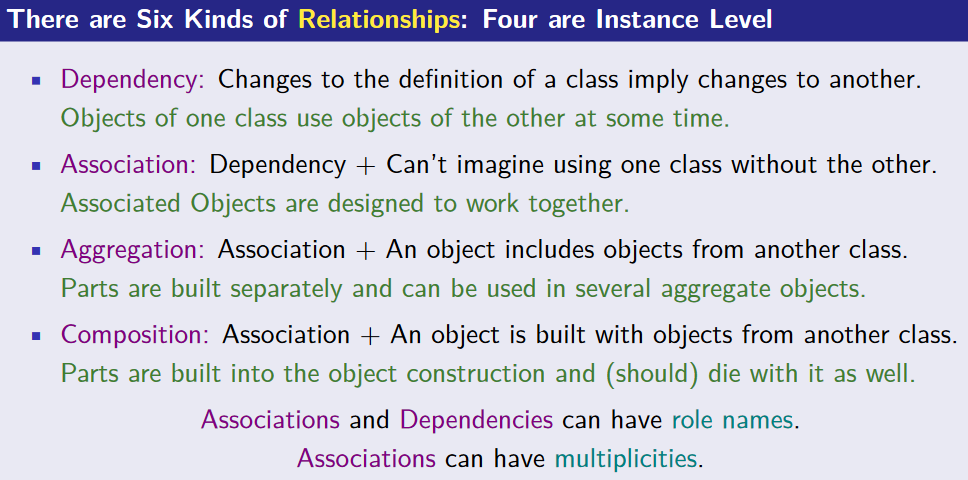 There are Six Kinds of Relationships: Four are Instance Level
Dependency: Changes to the definition of a class imply changes to another.
Objects of one class use objects of the other at some time.
Association: Dependency + Can't imagine using one class without the other.
Associated Objects are designed to work together.
Aggregation: Association + An object includes objects from another class.
Parts are built separately and can be used in several aggregate objects.
Composition: Association + An object is built with objects from another class.
Parts are built into the object construction and (should) die with it as well.
Associations and Dependencies can have role names.
Associations can have multiplicities.